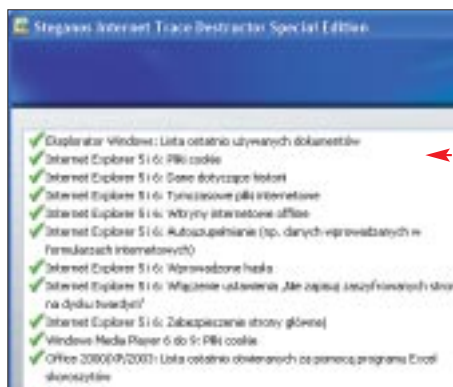 Steganos Internet Trace Destructor Special Edition
Eksplorator Windows: Lista ostatnio używanych dokumentów
Internet Explorer 5 i 6: Pliki cookie
Internet Explorer 5 i 6: Dane dotyczące historii
Internet Explorer 5 i 6: Tymczasowe pliki internetowe
Internet Explorer 5 i 6: Witryny internetowe offline
Internet Explorer 5 i 6: Autouzupełnianie (np. danych wprowadzanych w
formularzach internetowych)
Internet Explorer 5 i 6: Wprowadzone hasła
Internet Explorer 5 i 6: Włączenie ustawienia „Nie zapisuj zaszyfrowanych stron
na dysku twardym"
Internet Explorer 5 i 6: Zabezpieczenie strony głównej
Windows Media Player 6 do 9: Pliki cookie
Office 2000/XP/2003: Lista ostatnio otwieranych za pomocą programu Excel
skoroszytów